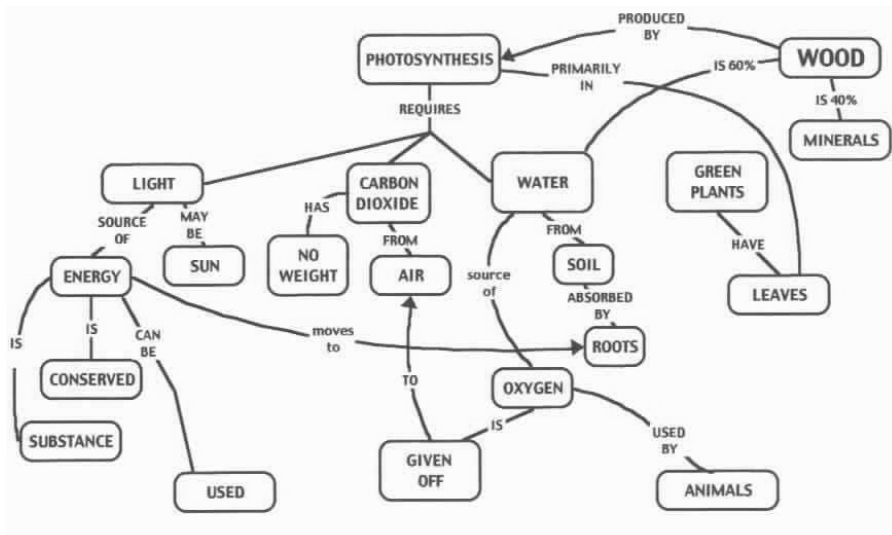 PRODUCED
BY
PHOTOSYNTHESIS
WOOD
PRIMARILY
IN
IS 60%
IS 40%
REQUIRES
MINERALS
LIGHT
CARBON
DIOXIDE
WATER
GREEN
PLANTS
SOURCE
OF
MAY
BE
HAS
FROM
FROM
HAVE
SUN
NO
WEIGHT
AIR
SOIL
ENERGY
source
of
LEAVES
ABSORBED
BY
moves
to
ROOTS
IS
IS
CAN
BE
CONSERVED
TO
OXYGEN
SUBSTANCE
IS
USED
BY
GIVEN
OFF
USED
ANIMALS